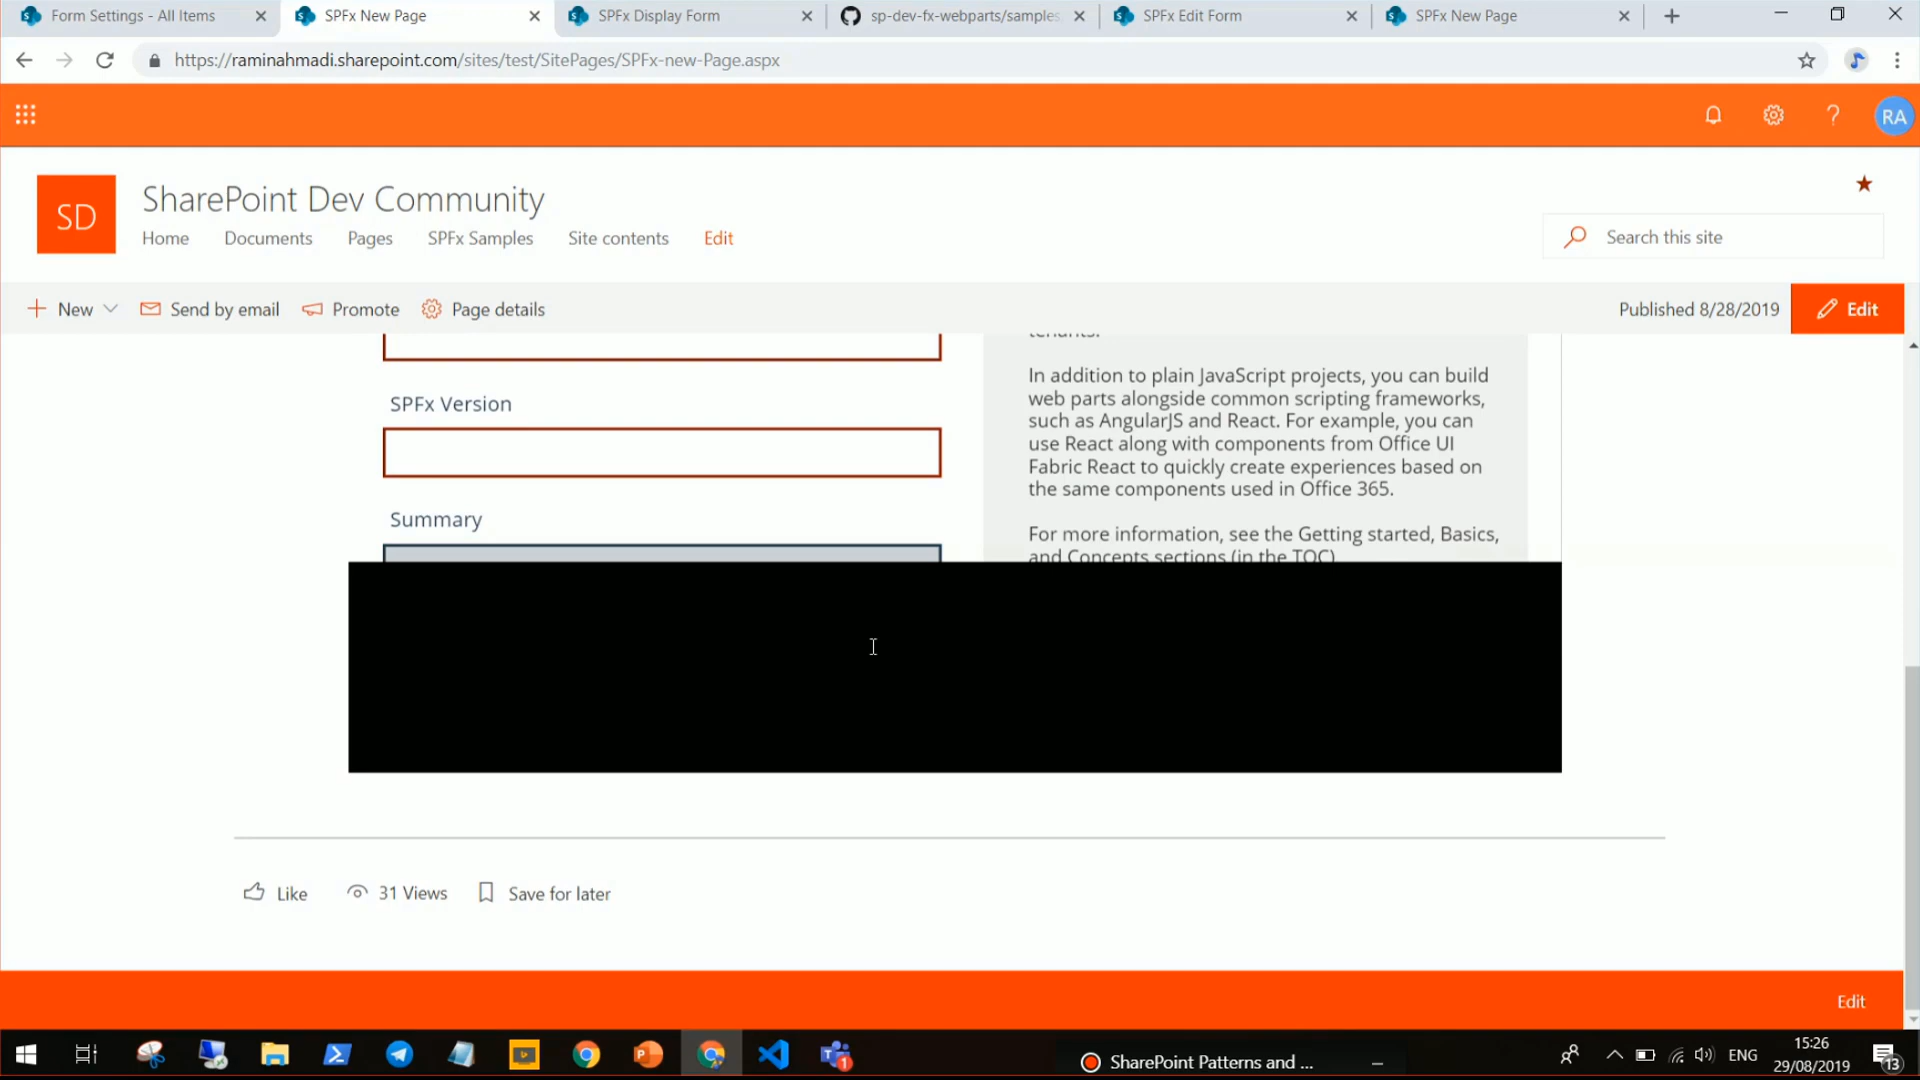 Form Settings - All Items
SPFx New Page
SPFx Display Form
sp-dev-fx-webparts/samples
SPFx Edit Form
SPFx New Page
https://raminahmadi.sharepoint.com/sites/test/SitePages/SPFx-new-Page.aspx
RA
SD
SharePoint Dev Community
Home Documents Pages SPFx Samples Site contents Edit
Search this site
New Send by email Promote Page details
Published 8/28/2019 Edit
tenants.
SPFx Version
Summary
In addition to plain JavaScript projects, you can build
web parts alongside common scripting frameworks,
such as AngularJS and React. For example, you can
use React along with components from Office UI
Fabric React to quickly create experiences based on
the same components used in Office 365.
For more information, see the Getting started, Basics,
and Concepts sections (in the TOC).
Like 31 Views Save for later
Edit
SharePoint Patterns and ...
1
ENG
15:26
29/08/2019
13